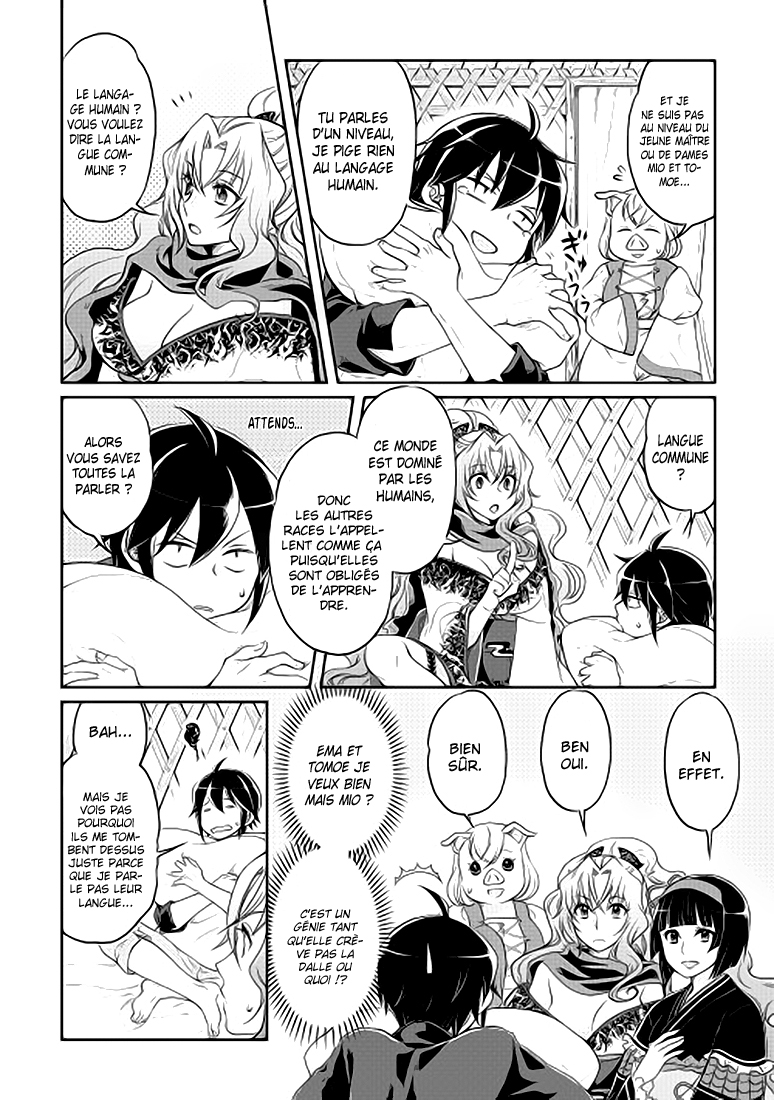 ET JE
NE SUIS PAS
AU NIVEAU DU
JEUNE MAÎTRE
OU DE DAMES
MIO ET TO-
MOE...
TU PARLES
D'UN NIVEAU,
JE PIGE RIEN
AU LANGAGE
HUMAIN.
LE LANGA-
GE HUMAIN ?
VOUS VOULEZ
DIRE LA LAN-
GUE COM-
MUNE ?
LANGUE
COMMUNE
?
CE MONDE
EST DOMINÉ
PAR LES
HUMAINS,
DONC
LES AUTRES
RACES L'APPEL-
LENT COMME ÇA
PUISQU'ELLES
SONT OBLIGÉS
DE L'APPREN-
DRE.
ATTENDS...
ALORS
VOUS SAVEZ
TOUTES LA
PARLER ?
EN
EFFET.
BEN
OUI.
BIEN
SÛR.
EMA ET
TOMOE JE
VEUX BIEN
MAIS MIO ?
C'EST UN
GÉNIE TANT
QU'ELLE CRÈ-
VE PAS LA
DALLE OU
QUOI !?
BAH...
MAIS JE
VOIS PAS
POURQUOI
ILS ME TOM-
BENT DESSUS
JUSTE PARCE
QUE JE PAR-
LE PAS LEUR
LANGUE...